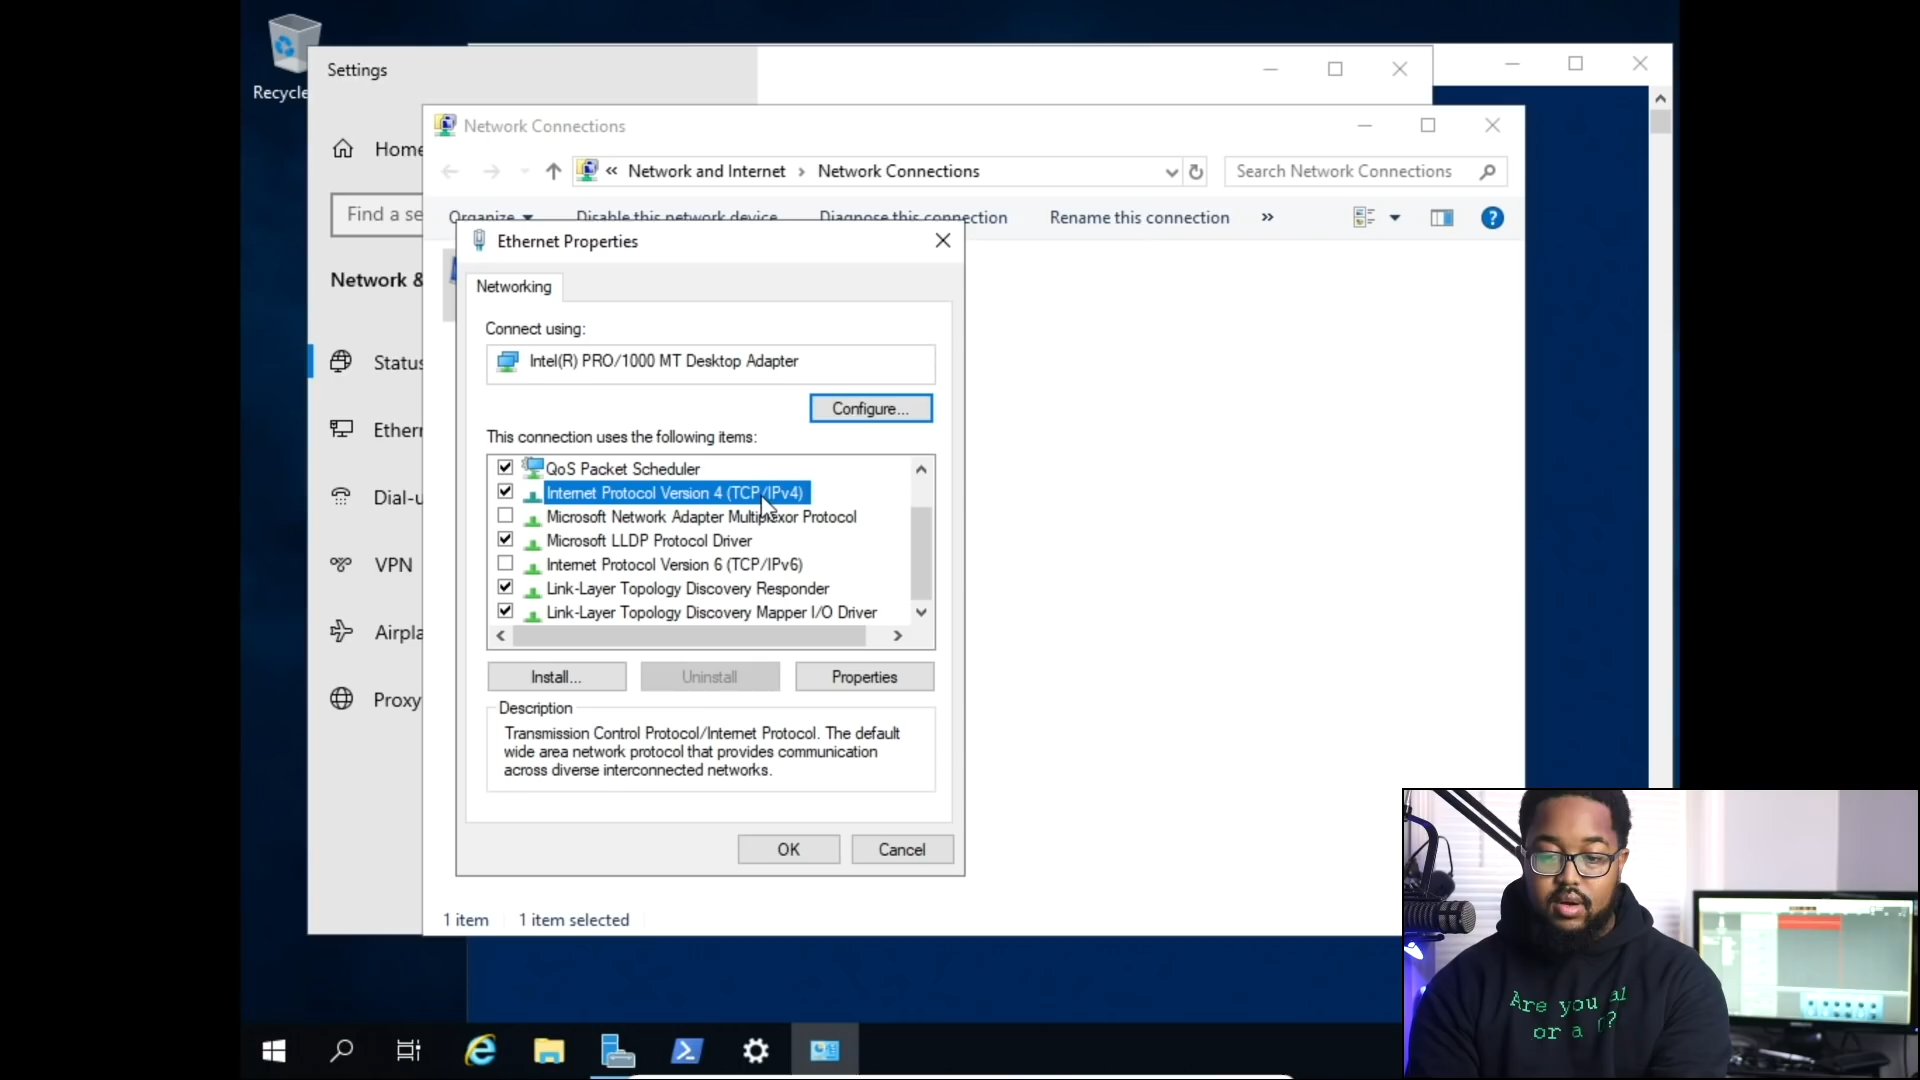 Recycle
Settings
Home
Find a se
Network &
Status
Ether
Dial-u
VPN
Airpla
Proxy
Network Connections
« Network and Internet › Network Connections
Search Network Connections
Organize
Disable this network device
Diagnose this connection
Rename this connection
»
Ethernet Properties
Networking
Connect using:
Intel(R) PRO/1000 MT Desktop Adapter
Configure...
This connection uses the following items:
QoS Packet Scheduler
Internet Protocol Version 4 (TCP/IPv4)
Microsoft Network Adapter Multiplexor Protocol
Microsoft LLDP Protocol Driver
Internet Protocol Version 6 (TCP/IPv6)
Link-Layer Topology Discovery Responder
Link-Layer Topology Discovery Mapper I/O Driver
Install...
Uninstall
Properties
Description
Transmission Control Protocol/Internet Protocol. The default
wide area network protocol that provides communication
across diverse interconnected networks.
OK
Cancel
1 item
1 item selected
Are you al
or a